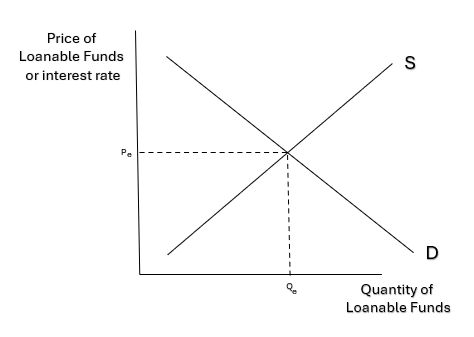 Price of
Loanable Funds
or interest rate
S
Pe
D
Qe
Quantity of
Loanable Funds